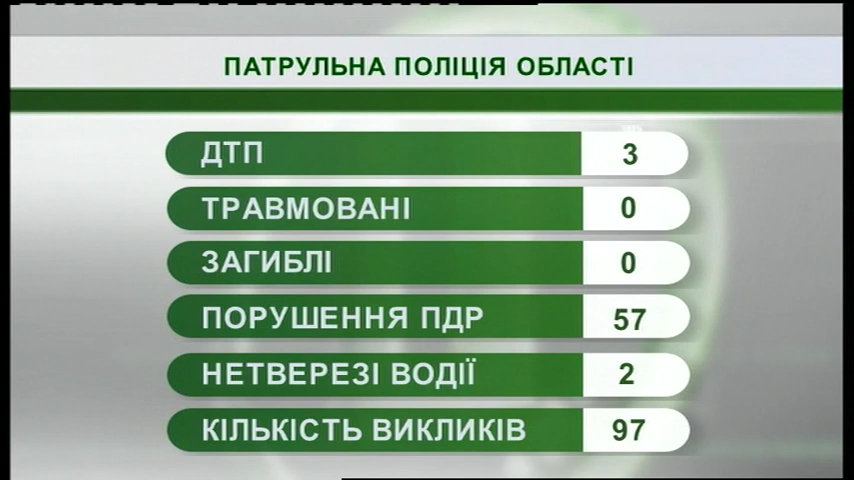 ПАТРУЛЬНА ПОЛІЦІЯ ОБЛАСТІ
ДТП 3
ТРАВМОВАНІ 0
ЗАГИБЛІ 0
ПОРУШЕННЯ ПДР 57
НЕТВЕРЕЗІ ВОДІЇ 2
КІЛЬКІСТЬ ВИКЛИКІВ 97